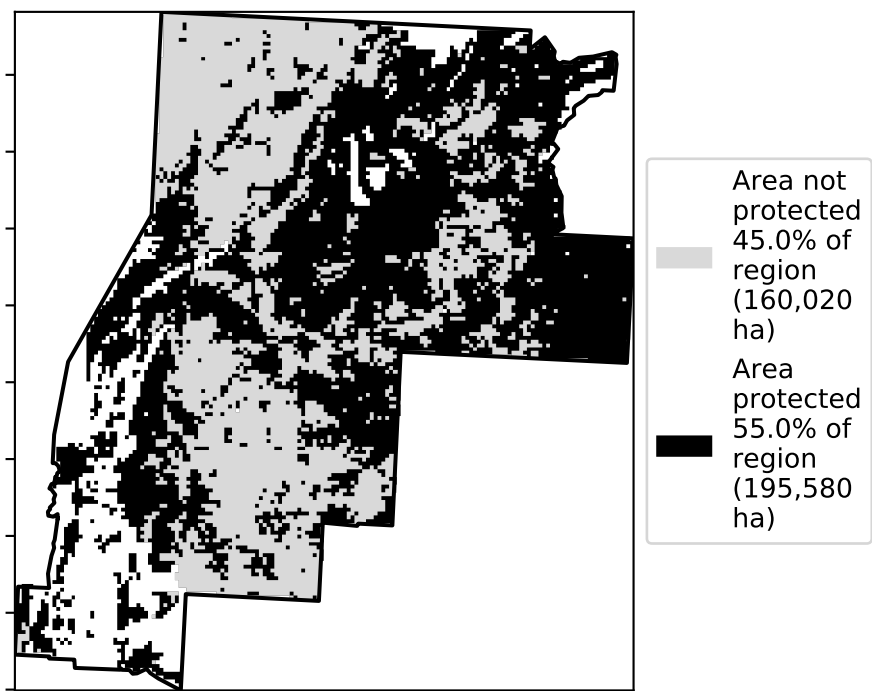 Area not
protected
45.0% of
region
(160,020
ha)
Area
protected
55.0% of
region
(195,580
ha)